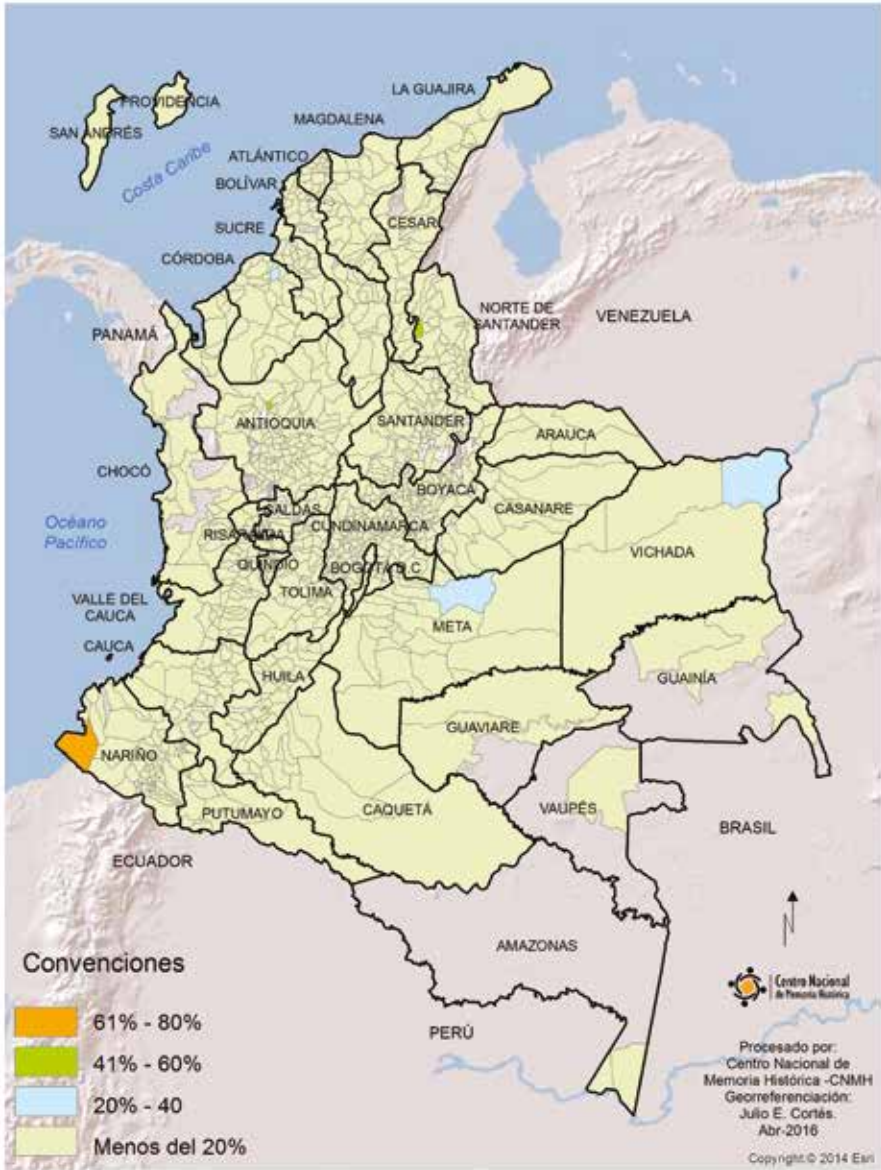 LA GUAJIRA
PROVIDENCIA
SAN ANDRÉS
MAGDALENA
Costa Caribe
ATLÁNTICO
BOLÍVAR
SUCRE
CESAR
CÓRDOBA
NORTE DE
SANTANDER
VENEZUELA
PANAMÁ
ANTIOQUIA
SANTANDER
ARAUCA
CHOCÓ
BOYACÁ
CASANARE
CALDAS
Océano
Pacífico
RISARALDA
CUNDINAMARCA
VICHADA
QUINDIO
BOGOTÁ D.C
TOLIMA
VALLE DEL
CAUCA
META
CAUCA
HUILA
GUAINÍA
GUAVIARE
NARIÑO
VAUPÉS
PUTUMAYO
CAQUETÁ
BRASIL
ECUADOR
AMAZONAS
N
Convenciones
61% - 80%
41% - 60%
20% - 40
Menos del 20%
PERÚ
Centro Nacional
de Memoria Histórica
Procesado por:
Centro Nacional de
Memoria Histórica -CNMH
Georreferenciación:
Julio E. Cortés.
Abr-2016
Copyright:© 2014 Esri